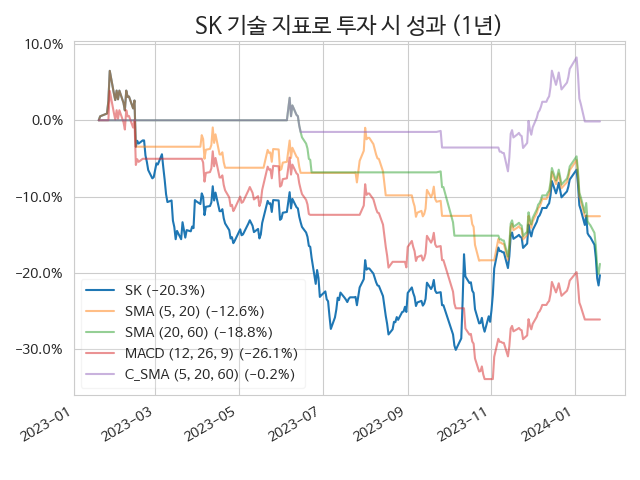 SK 기술 지표로 투자 시 성과 (1년)
10.0%
0.0%
−10.0%
−20.0%
−30.0%
SK (−20.3%)
SMA (5, 20) (−12.6%)
SMA (20, 60) (−18.8%)
MACD (12, 26, 9) (−26.1%)
C_SMA (5, 20, 60) (−0.2%)
2023−01
2023−03
2023−05
2023−07
2023−09
2023−11
2024−01